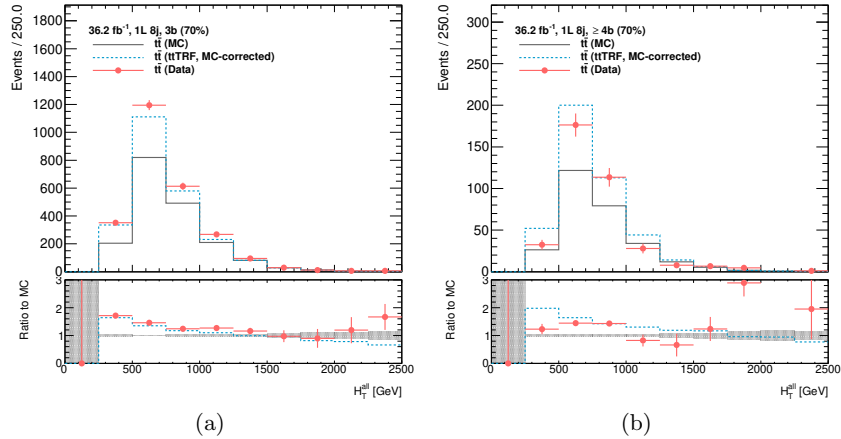 36.2 fb⁻¹, 1L 8j, 3b (70%)
tt̄ (MC)
tt̄ (ttTRF, MC-corrected)
tt̄ (Data)
Events / 250.0
1800
1600
1400
1200
1000
800
600
400
200
0
Ratio to MC
3
2
1
0
0 500 1000 1500 2000 2500
H_T^all [GeV]
(a)
36.2 fb⁻¹, 1L 8j, ≥ 4b (70%)
tt̄ (MC)
tt̄ (ttTRF, MC-corrected)
tt̄ (Data)
Events / 250.0
300
250
200
150
100
50
0
Ratio to MC
3
2
1
0
0 500 1000 1500 2000 2500
H_T^all [GeV]
(b)